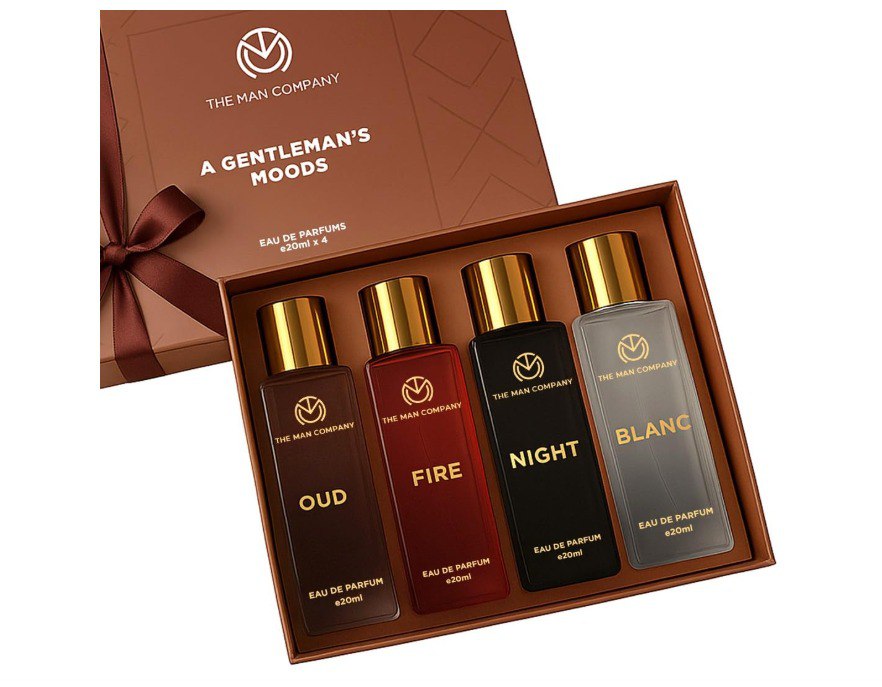 THE MAN COMPANY
A GENTLEMAN'S
MOODS
EAU DE PARFUMS
e20ml x 4
THE MAN COMPANY
OUD
EAU DE PARFUM
e20ml
THE MAN COMPANY
FIRE
EAU DE PARFUM
e20ml
THE MAN COMPANY
NIGHT
EAU DE PARFUM
e20ml
THE MAN COMPANY
BLANC
EAU DE PARFUM
e20ml